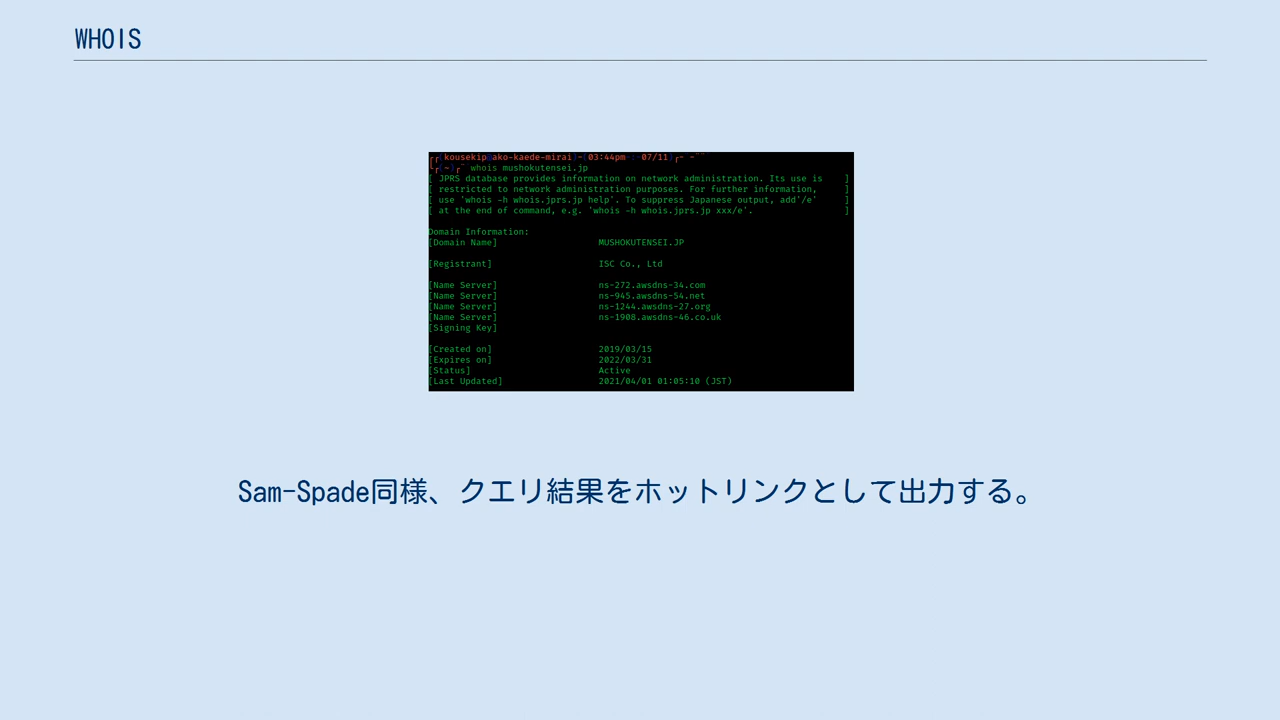 WHOIS
┌┌[kousekip@ako-kaede-mirai]-[03:44pm : 07/11]┌- -¨¨
└┌[~]┌¨ whois mushokutensei.jp
[ JPRS database provides information on network administration. Its use is    ]
[ restricted to network administration purposes. For further information,     ]
[ use 'whois -h whois.jprs.jp help'. To suppress Japanese output, add'/e'     ]
[ at the end of command, e.g. 'whois -h whois.jprs.jp xxx/e'.                 ]
Domain Information:
[Domain Name] MUSHOKUTENSEI.JP
[Registrant] ISC Co., Ltd
[Name Server] ns-272.awsdns-34.com
[Name Server] ns-945.awsdns-54.net
[Name Server] ns-1244.awsdns-27.org
[Name Server] ns-1908.awsdns-46.co.uk
[Signing Key]
[Created on] 2019/03/15
[Expires on] 2022/03/31
[Status] Active
[Last Updated] 2021/04/01 01:05:10 (JST)
Sam-Spade同様、クエリ結果をホットリンクとして出力する。